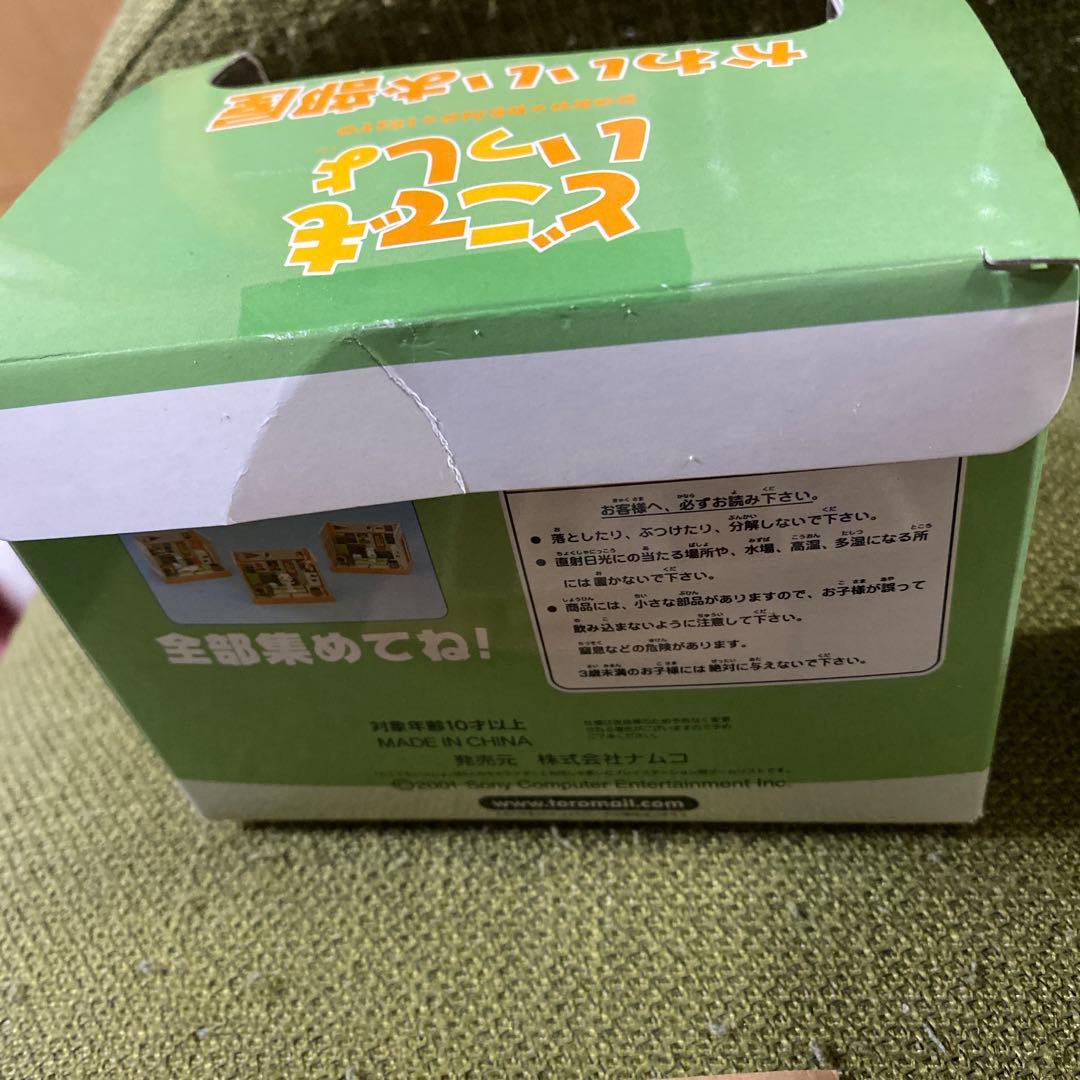 どこでも
いっしょ
かわいいお部屋
お客様へ、必ずお読み下さい。
● 落としたり、ぶつけたり、分解しないで下さい。
● 直射日光にの当たる場所や、水場、高温、多湿になる所
には置かないで下さい。
● 商品には、小さな部品がありますので、お子様が誤って
飲み込まないように注意して下さい。
窒息などの危険があります。
3歳未満のお子様には絶対に与えないで下さい。
全部集めてね!
対象年齢10才以上
MADE IN CHINA
発売元 株式会社ナムコ
©2001 Sony Computer Entertainment Inc.
www.toromail.com